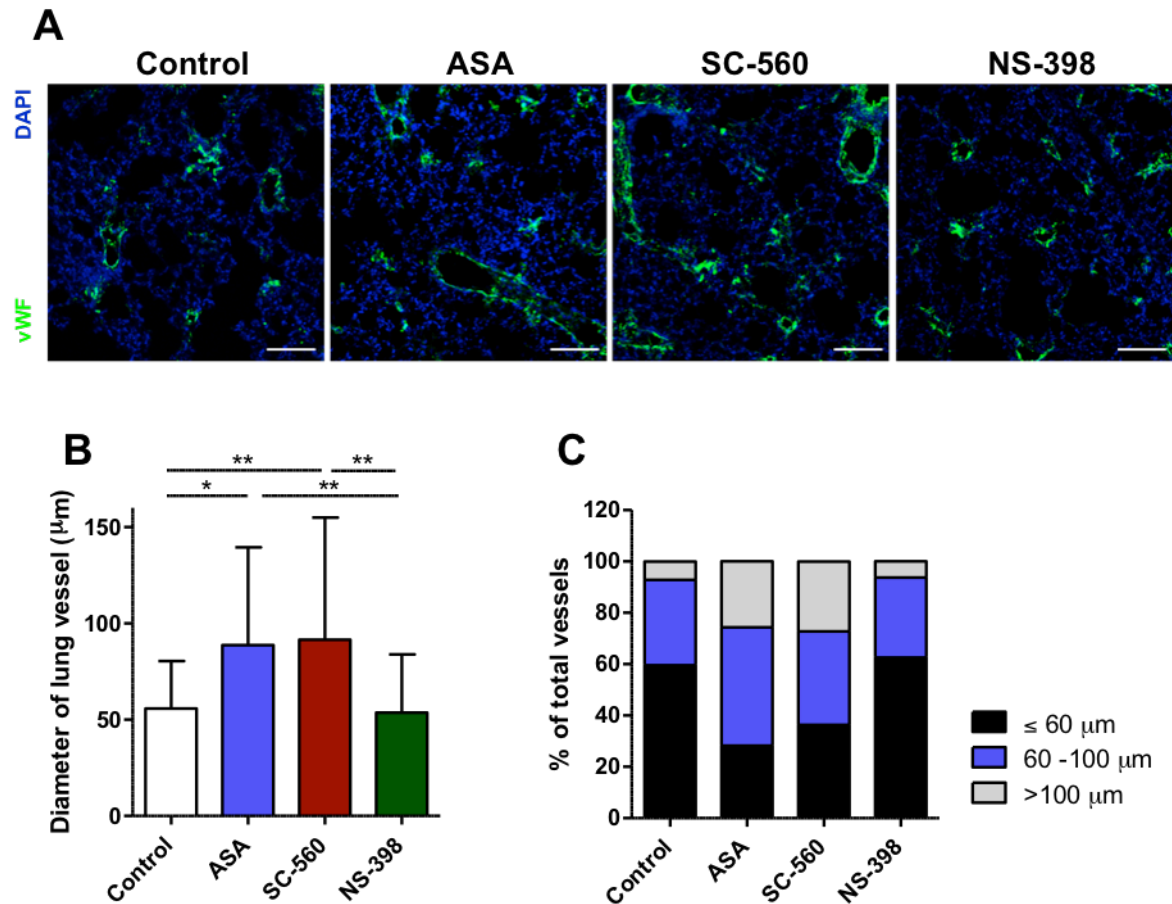 A
Control ASA SC-560 NS-398
DAPI
vWF
B
Diameter of lung vessel (µm)
** **
* **
150
100
50
0
Control ASA SC-560 NS-398
C
% of total vessels
120
100
80
60
40
20
0
Control ASA SC-560 NS-398
≤ 60 µm
60 -100 µm
>100 µm